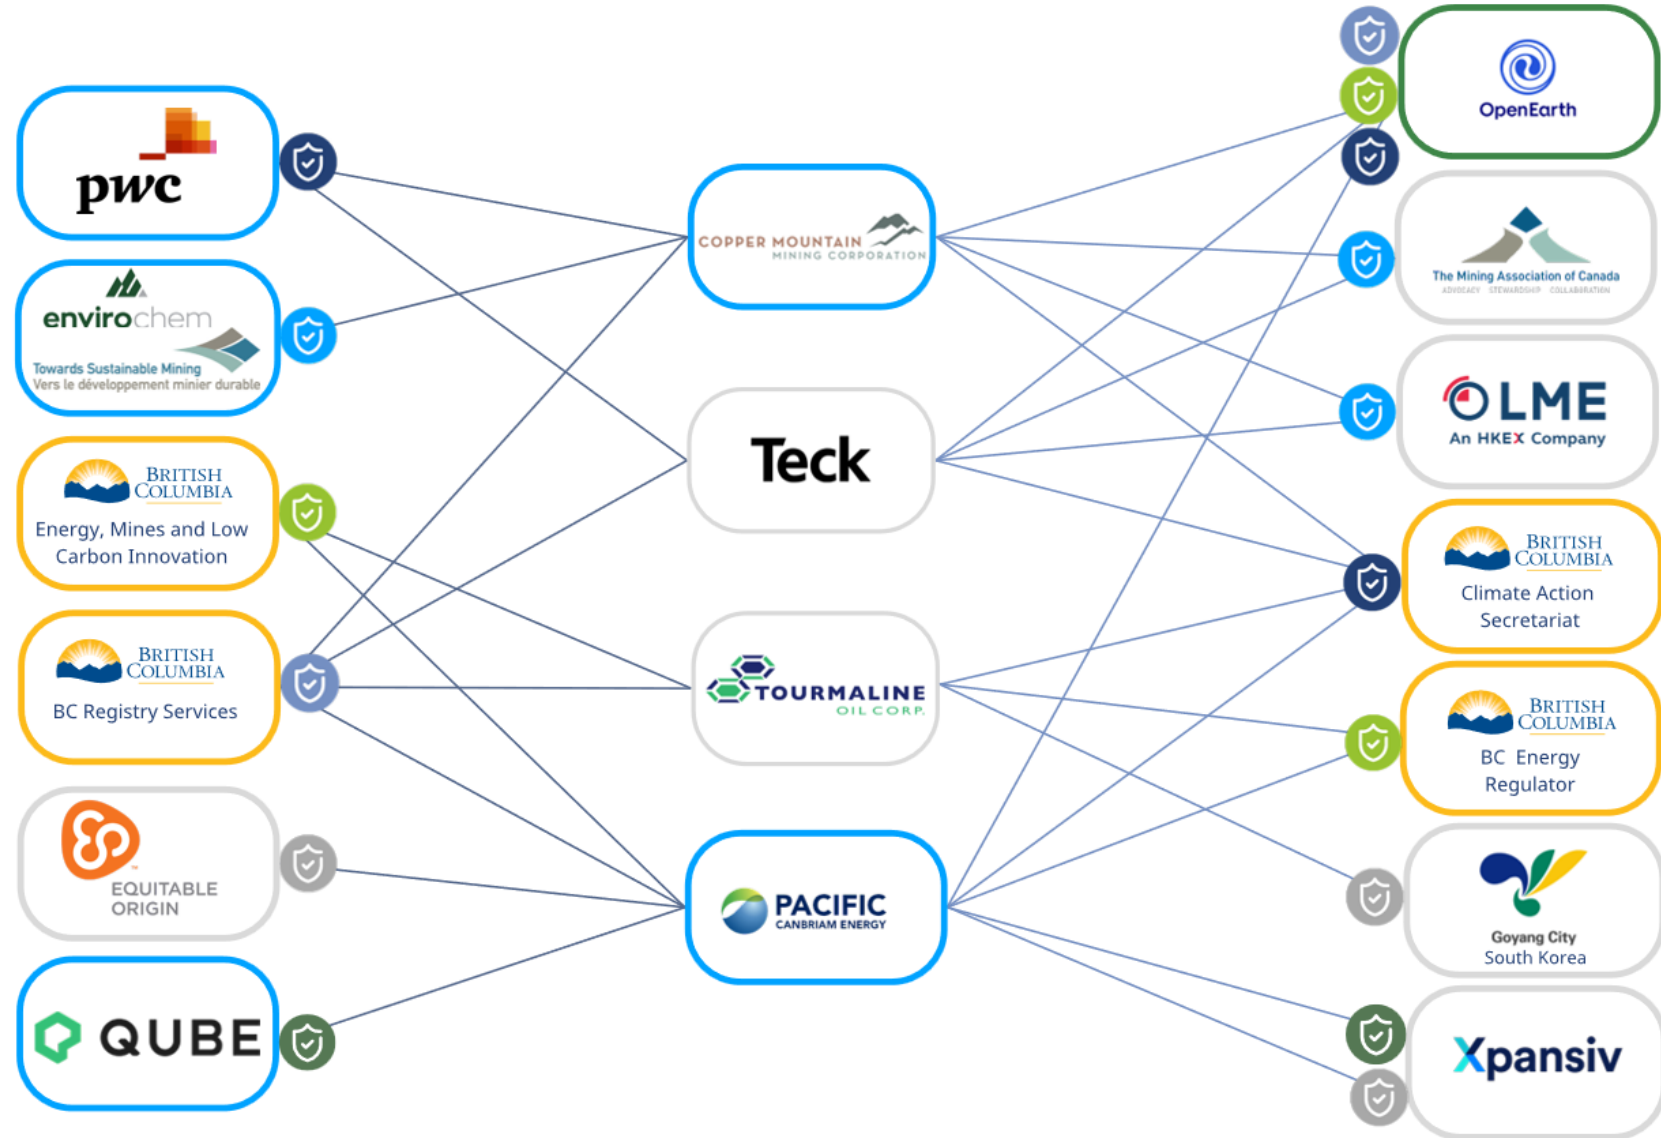 pwc
envirochem
Towards Sustainable Mining
Vers le développement minier durable
BRITISH
COLUMBIA
Energy, Mines and Low
Carbon Innovation
BRITISH
COLUMBIA
BC Registry Services
EQUITABLE
ORIGIN
QUBE
COPPER MOUNTAIN
MINING CORPORATION
Teck
TOURMALINE
OIL CORP.
PACIFIC
CANBRIAM ENERGY
OpenEarth
The Mining Association of Canada
ADVOCACY STEWARDSHIP COLLABORATION
LME
An HKEX Company
BRITISH
COLUMBIA
Climate Action
Secretariat
BRITISH
COLUMBIA
BC Energy
Regulator
Goyang City
South Korea
Xpansiv